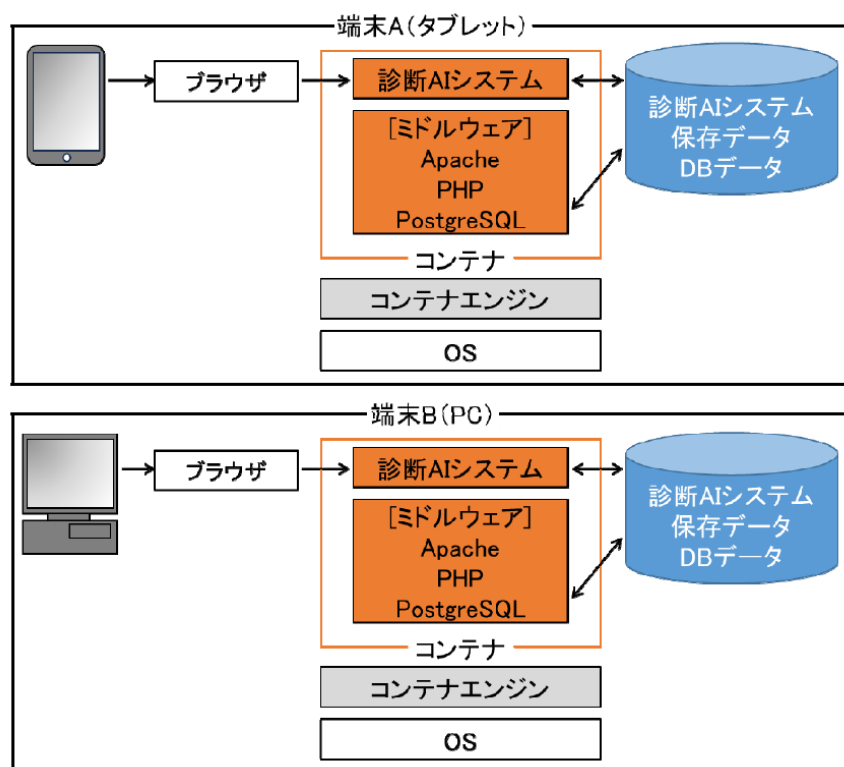 端末A(タブレット)
ブラウザ
診断AIシステム
[ミドルウェア]
Apache
PHP
PostgreSQL
コンテナ
コンテナエンジン
OS
診断AIシステム
保存データ
DBデータ
端末B(PC)
ブラウザ
診断AIシステム
[ミドルウェア]
Apache
PHP
PostgreSQL
コンテナ
コンテナエンジン
OS
診断AIシステム
保存データ
DBデータ